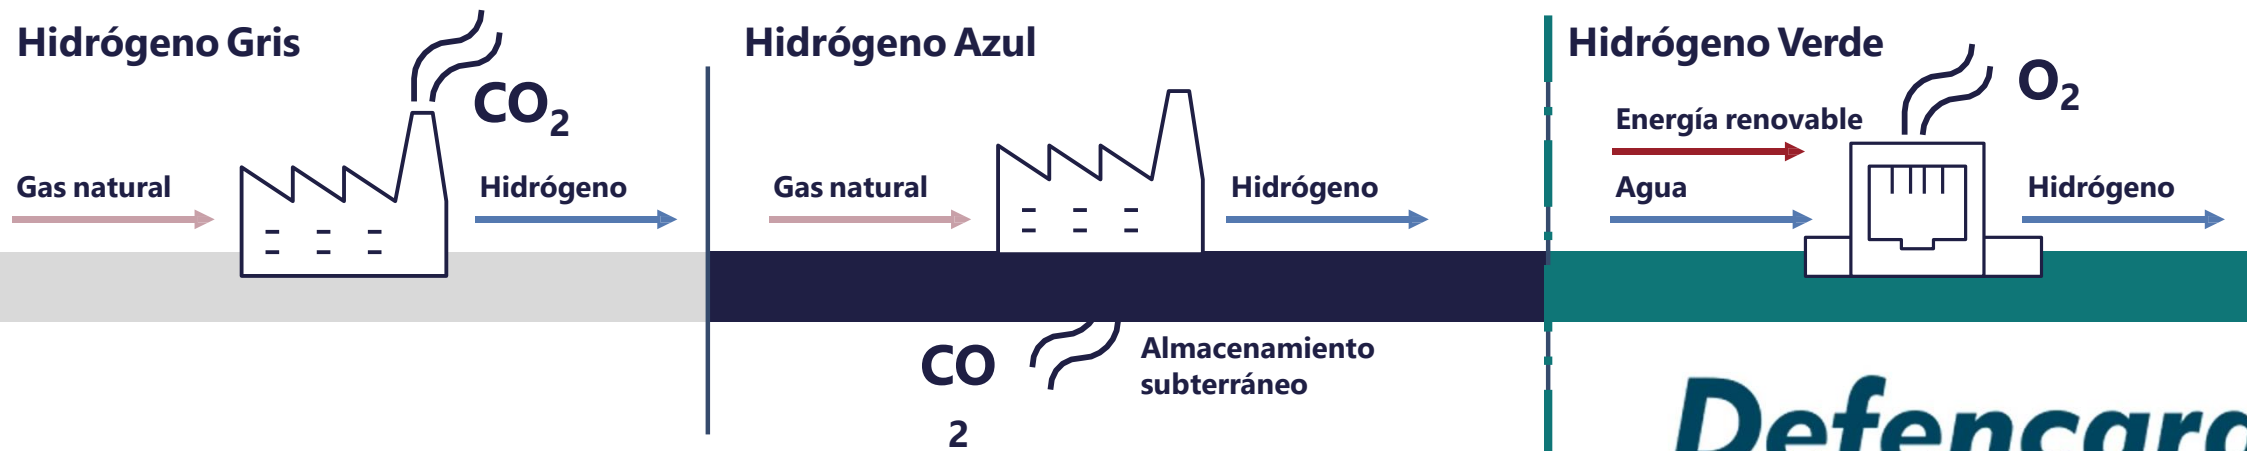 Hidrógeno Gris
CO₂
Gas natural
Hidrógeno
Hidrógeno Azul
Gas natural
Hidrógeno
CO
2
Almacenamiento
subterráneo
Hidrógeno Verde
O₂
Energía renovable
Agua
Hidrógeno